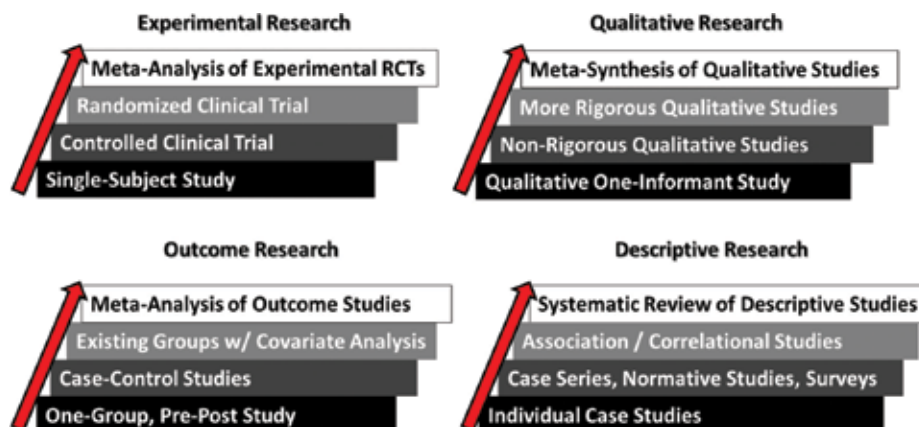 Experimental Research
Meta-Analysis of Experimental RCTs
Randomized Clinical Trial
Controlled Clinical Trial
Single-Subject Study
Qualitative Research
Meta-Synthesis of Qualitative Studies
More Rigorous Qualitative Studies
Non-Rigorous Qualitative Studies
Qualitative One-Informant Study
Outcome Research
Meta-Analysis of Outcome Studies
Existing Groups w/ Covariate Analysis
Case-Control Studies
One-Group, Pre-Post Study
Descriptive Research
Systematic Review of Descriptive Studies
Association / Correlational Studies
Case Series, Normative Studies, Surveys
Individual Case Studies